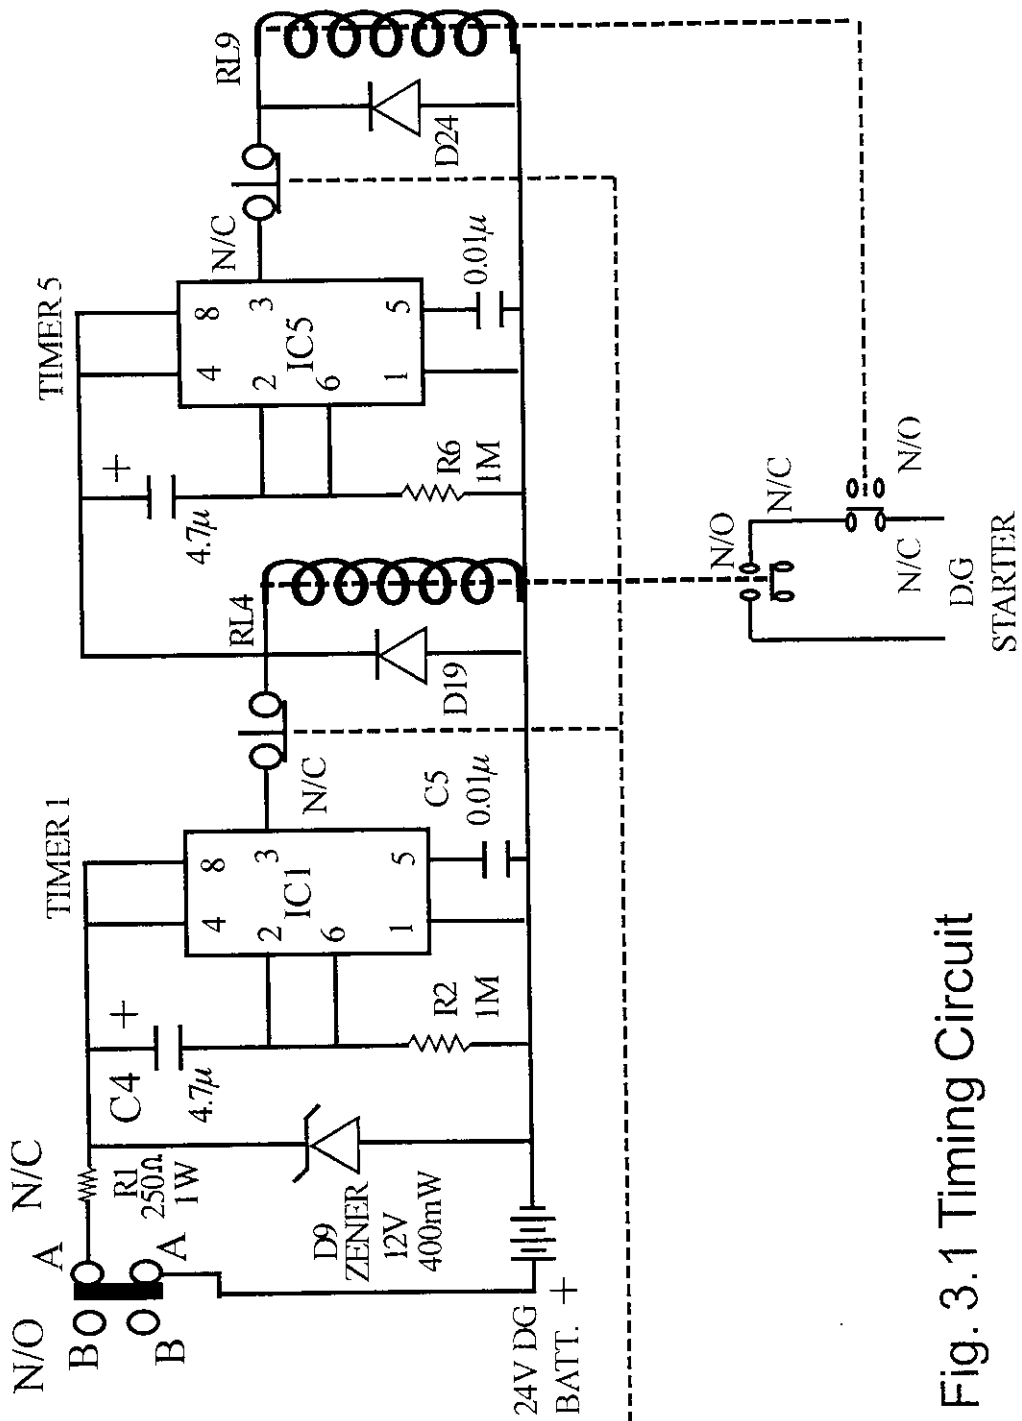 TIMER 1
TIMER 5
N/O
N/C
B
A
B
A
R1
250Ω
1W
C4
+
4.7μ
4
8
2
3
IC1
6
1
5
N/C
RL4
R2
1M
C5
0.01μ
D19
D9
ZENER
12V
400mW
24V DG
BATT. +
+
4.7μ
4
8
2
3
IC5
6
1
5
N/C
RL9
R6
1M
0.01μ
D24
N/O
N/C
N/C
N/O
D.G
STARTER
Fig. 3.1 Timing Circuit